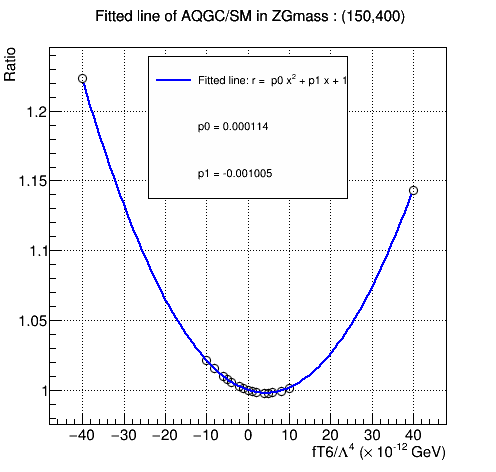 Fitted line of AQGC/SM in ZGmass : (150,400)
Ratio
Fitted line: r = p0 x² + p1 x + 1
p0 = 0.000114
p1 = -0.001005
1.2
1.15
1.1
1.05
1
−40 −30 −20 −10 0 10 20 30 40
fT6/Λ⁴ (× 10⁻¹² GeV)